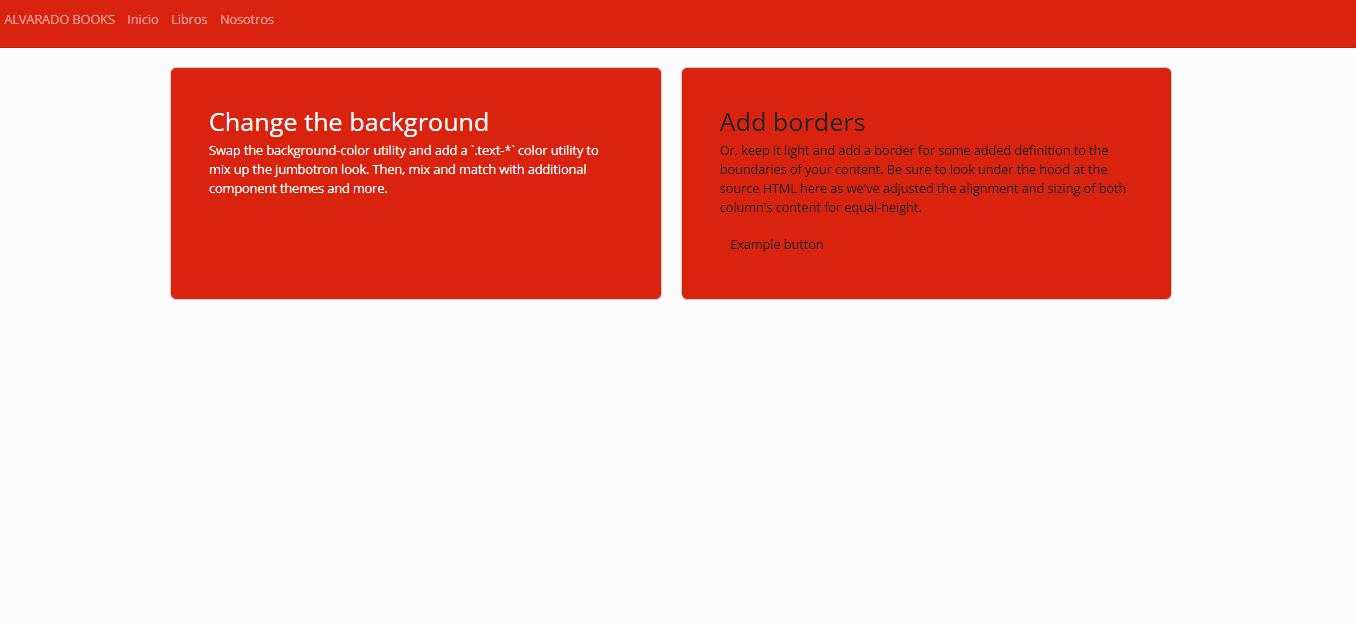 ALVARADO BOOKS Inicio Libros Nosotros
Change the background
Swap the background-color utility and add a `.text-*` color utility to
mix up the jumbotron look. Then, mix and match with additional
component themes and more.
Add borders
Or, keep it light and add a border for some added definition to the
boundaries of your content. Be sure to look under the hood at the
source HTML here as we've adjusted the alignment and sizing of both
column's content for equal-height.
Example button